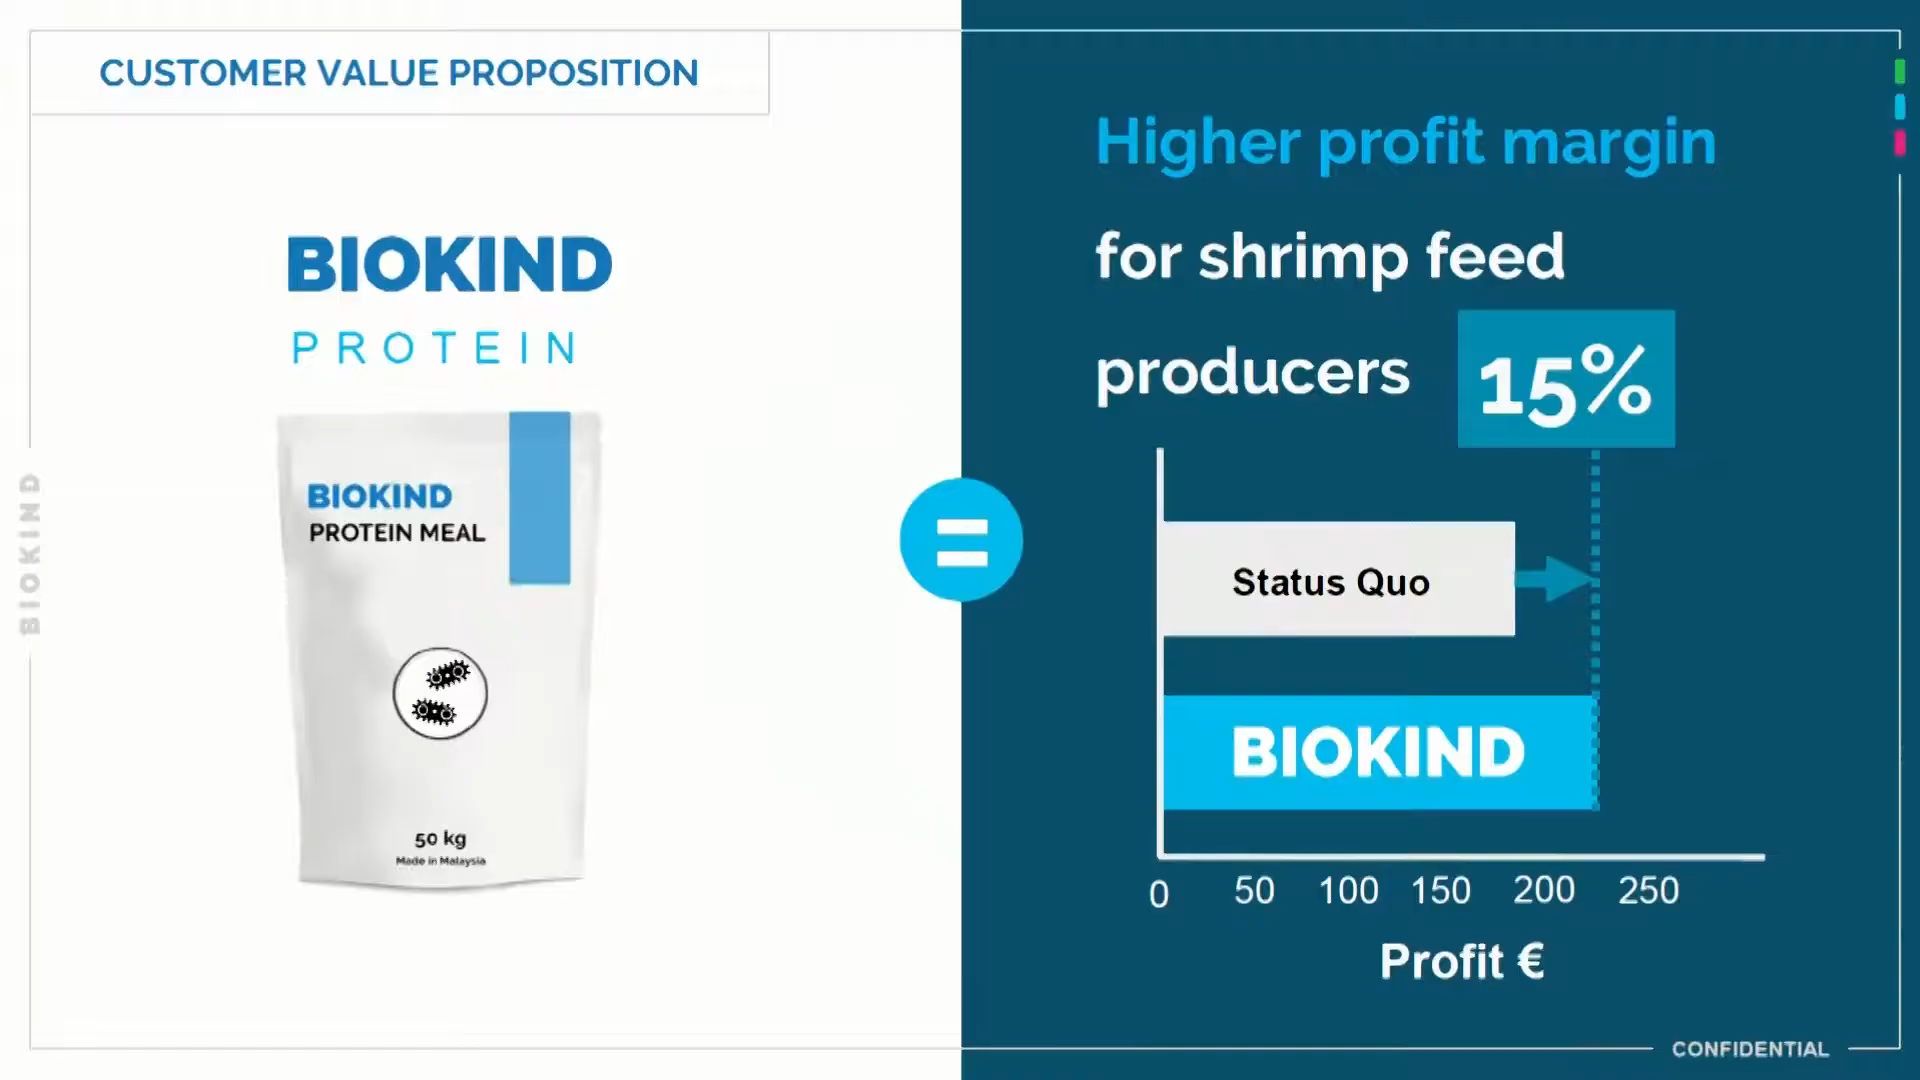 CUSTOMER VALUE PROPOSITION
BIOKIND
PROTEIN
BIOKIND
PROTEIN MEAL
50 kg
Made in Malaysia
BIOKIND
Higher profit margin
for shrimp feed
producers
15%
Status Quo
BIOKIND
0 50 100 150 200 250
Profit €
CONFIDENTIAL